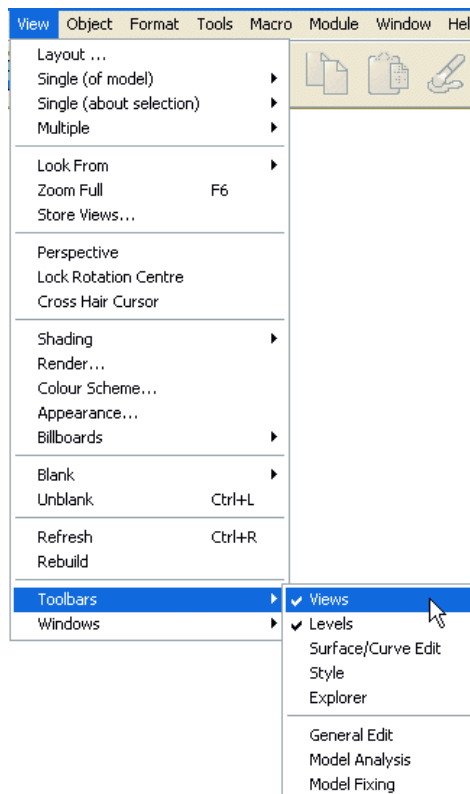 View Object Format Tools Macro Module Window Hel
Layout ...
Single (of model)
Single (about selection)
Multiple
Look From
Zoom Full F6
Store Views...
Perspective
Lock Rotation Centre
Cross Hair Cursor
Shading
Render...
Colour Scheme...
Appearance...
Billboards
Blank
Unblank Ctrl+L
Refresh Ctrl+R
Rebuild
Toolbars
Windows
Views
Levels
Surface/Curve Edit
Style
Explorer
General Edit
Model Analysis
Model Fixing